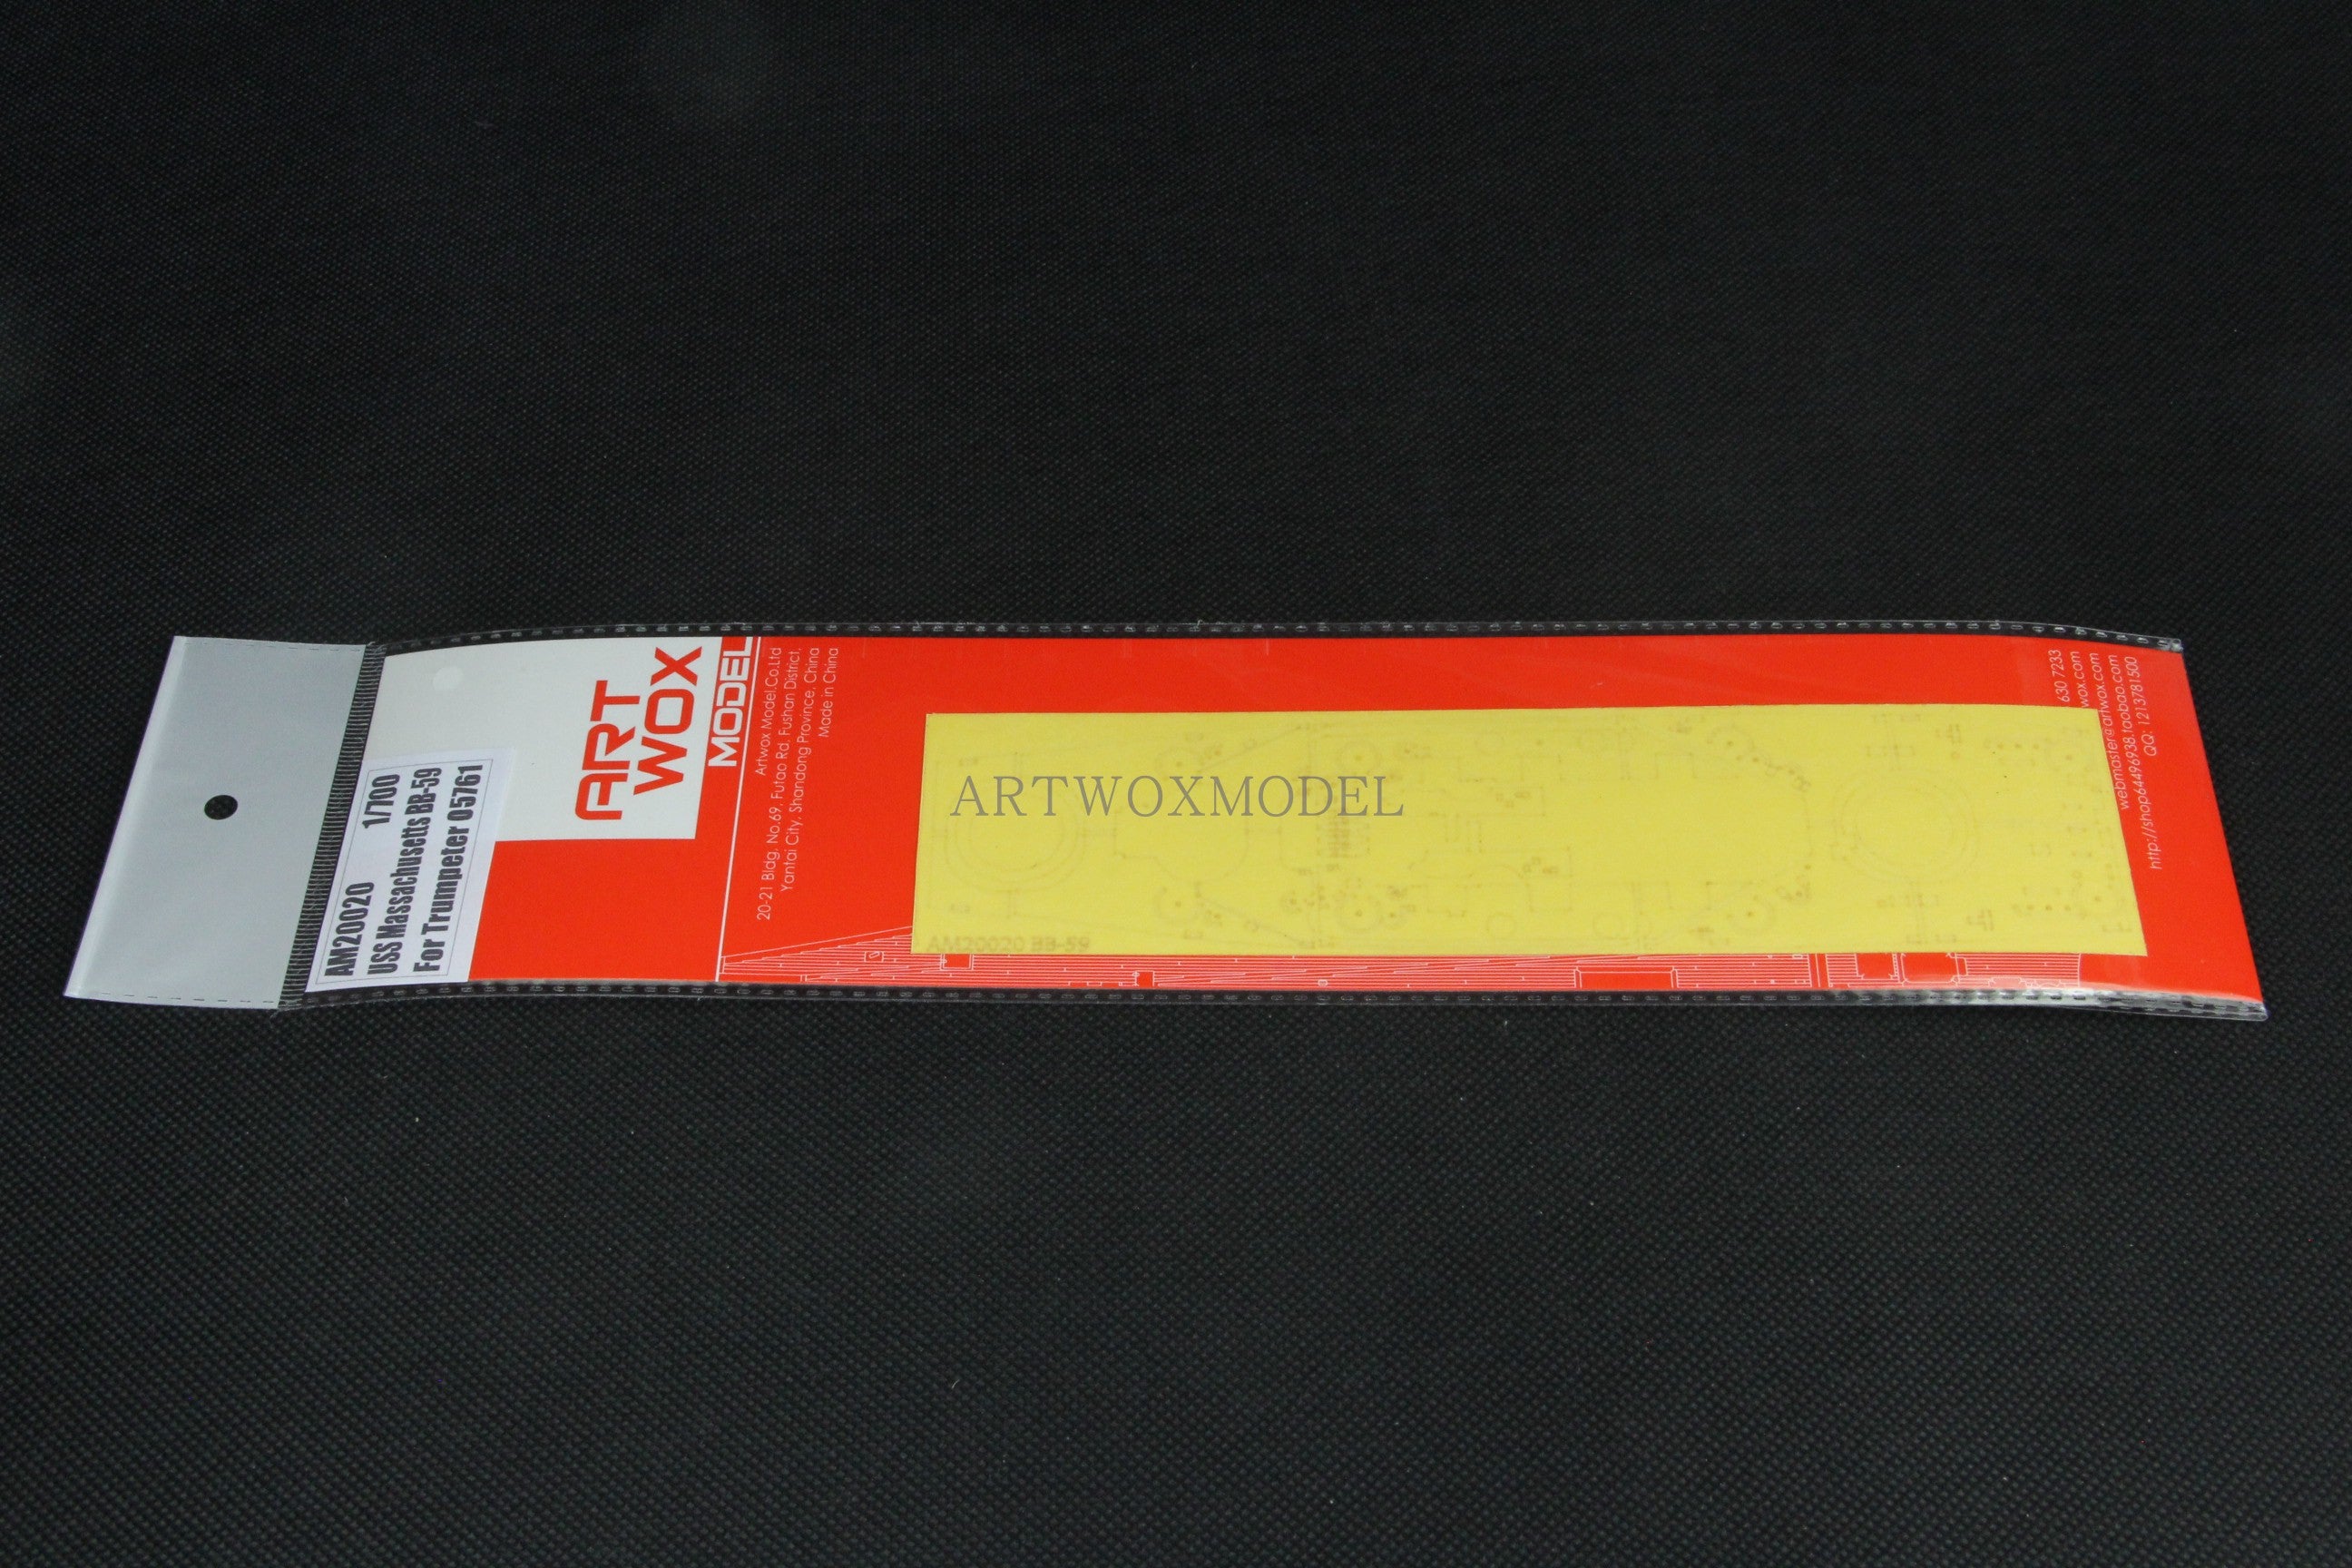 AM20020 1/700
USS Massachusetts BB-59
For Trumpeter 05761
ART
WOX
MODEL
Artwox Model.Co.Ltd
20-21 Bldg. No.69, Futao Rd, Fushan District,
Yantai City, Shandong Province, China
Made in China
ARTWOXMODEL
AM20020 BB-59
630 7233
wox.com
webmaster@artwox.com
http://shop64496938.taobao.com
QQ: 1213781500